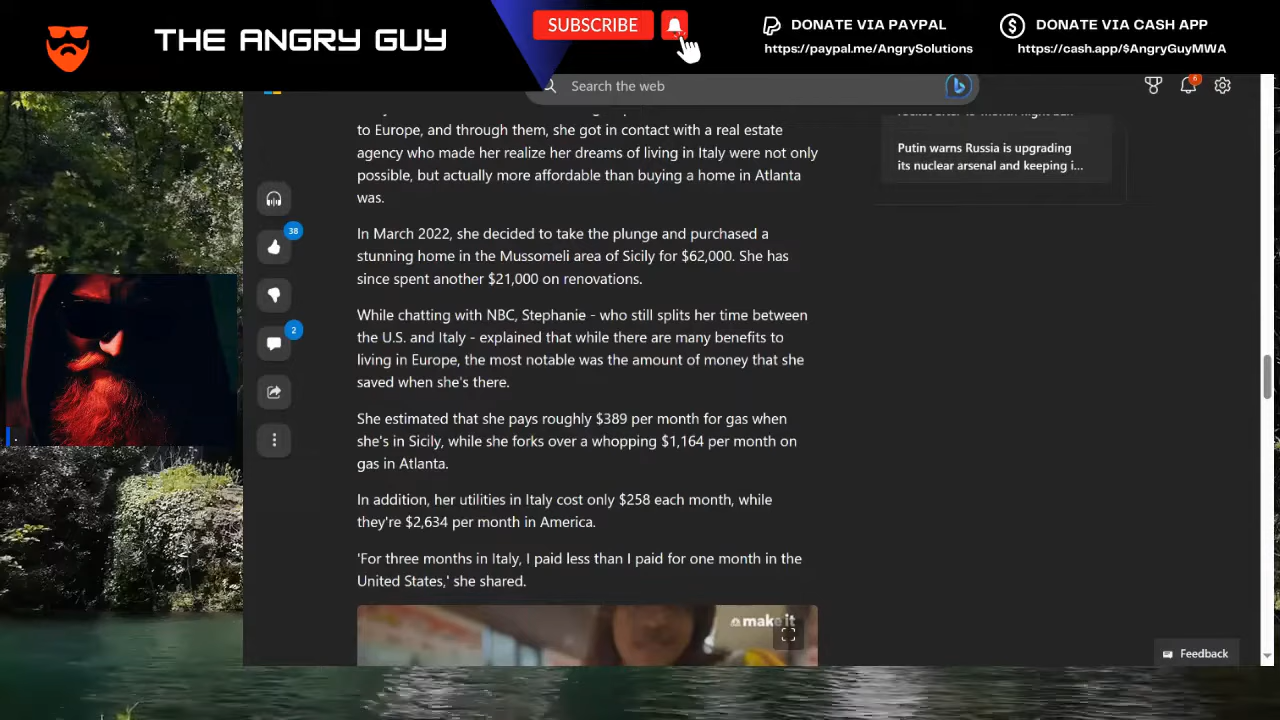 THE ANGRY GUY
SUBSCRIBE
DONATE VIA PAYPAL
https://paypal.me/AngrySolutions
DONATE VIA CASH APP
https://cash.app/$AngryGuyMWA
Search the web
6
to Europe, and through them, she got in contact with a real estate
agency who made her realize her dreams of living in Italy were not only
possible, but actually more affordable than buying a home in Atlanta
was.
In March 2022, she decided to take the plunge and purchased a
stunning home in the Mussomeli area of Sicily for $62,000. She has
since spent another $21,000 on renovations.
While chatting with NBC, Stephanie - who still splits her time between
the U.S. and Italy - explained that while there are many benefits to
living in Europe, the most notable was the amount of money that she
saved when she's there.
She estimated that she pays roughly $389 per month for gas when
she's in Sicily, while she forks over a whopping $1,164 per month on
gas in Atlanta.
In addition, her utilities in Italy cost only $258 each month, while
they're $2,634 per month in America.
'For three months in Italy, I paid less than I paid for one month in the
United States,' she shared.
make it
38
2
Putin warns Russia is upgrading
its nuclear arsenal and keeping i...
Feedback